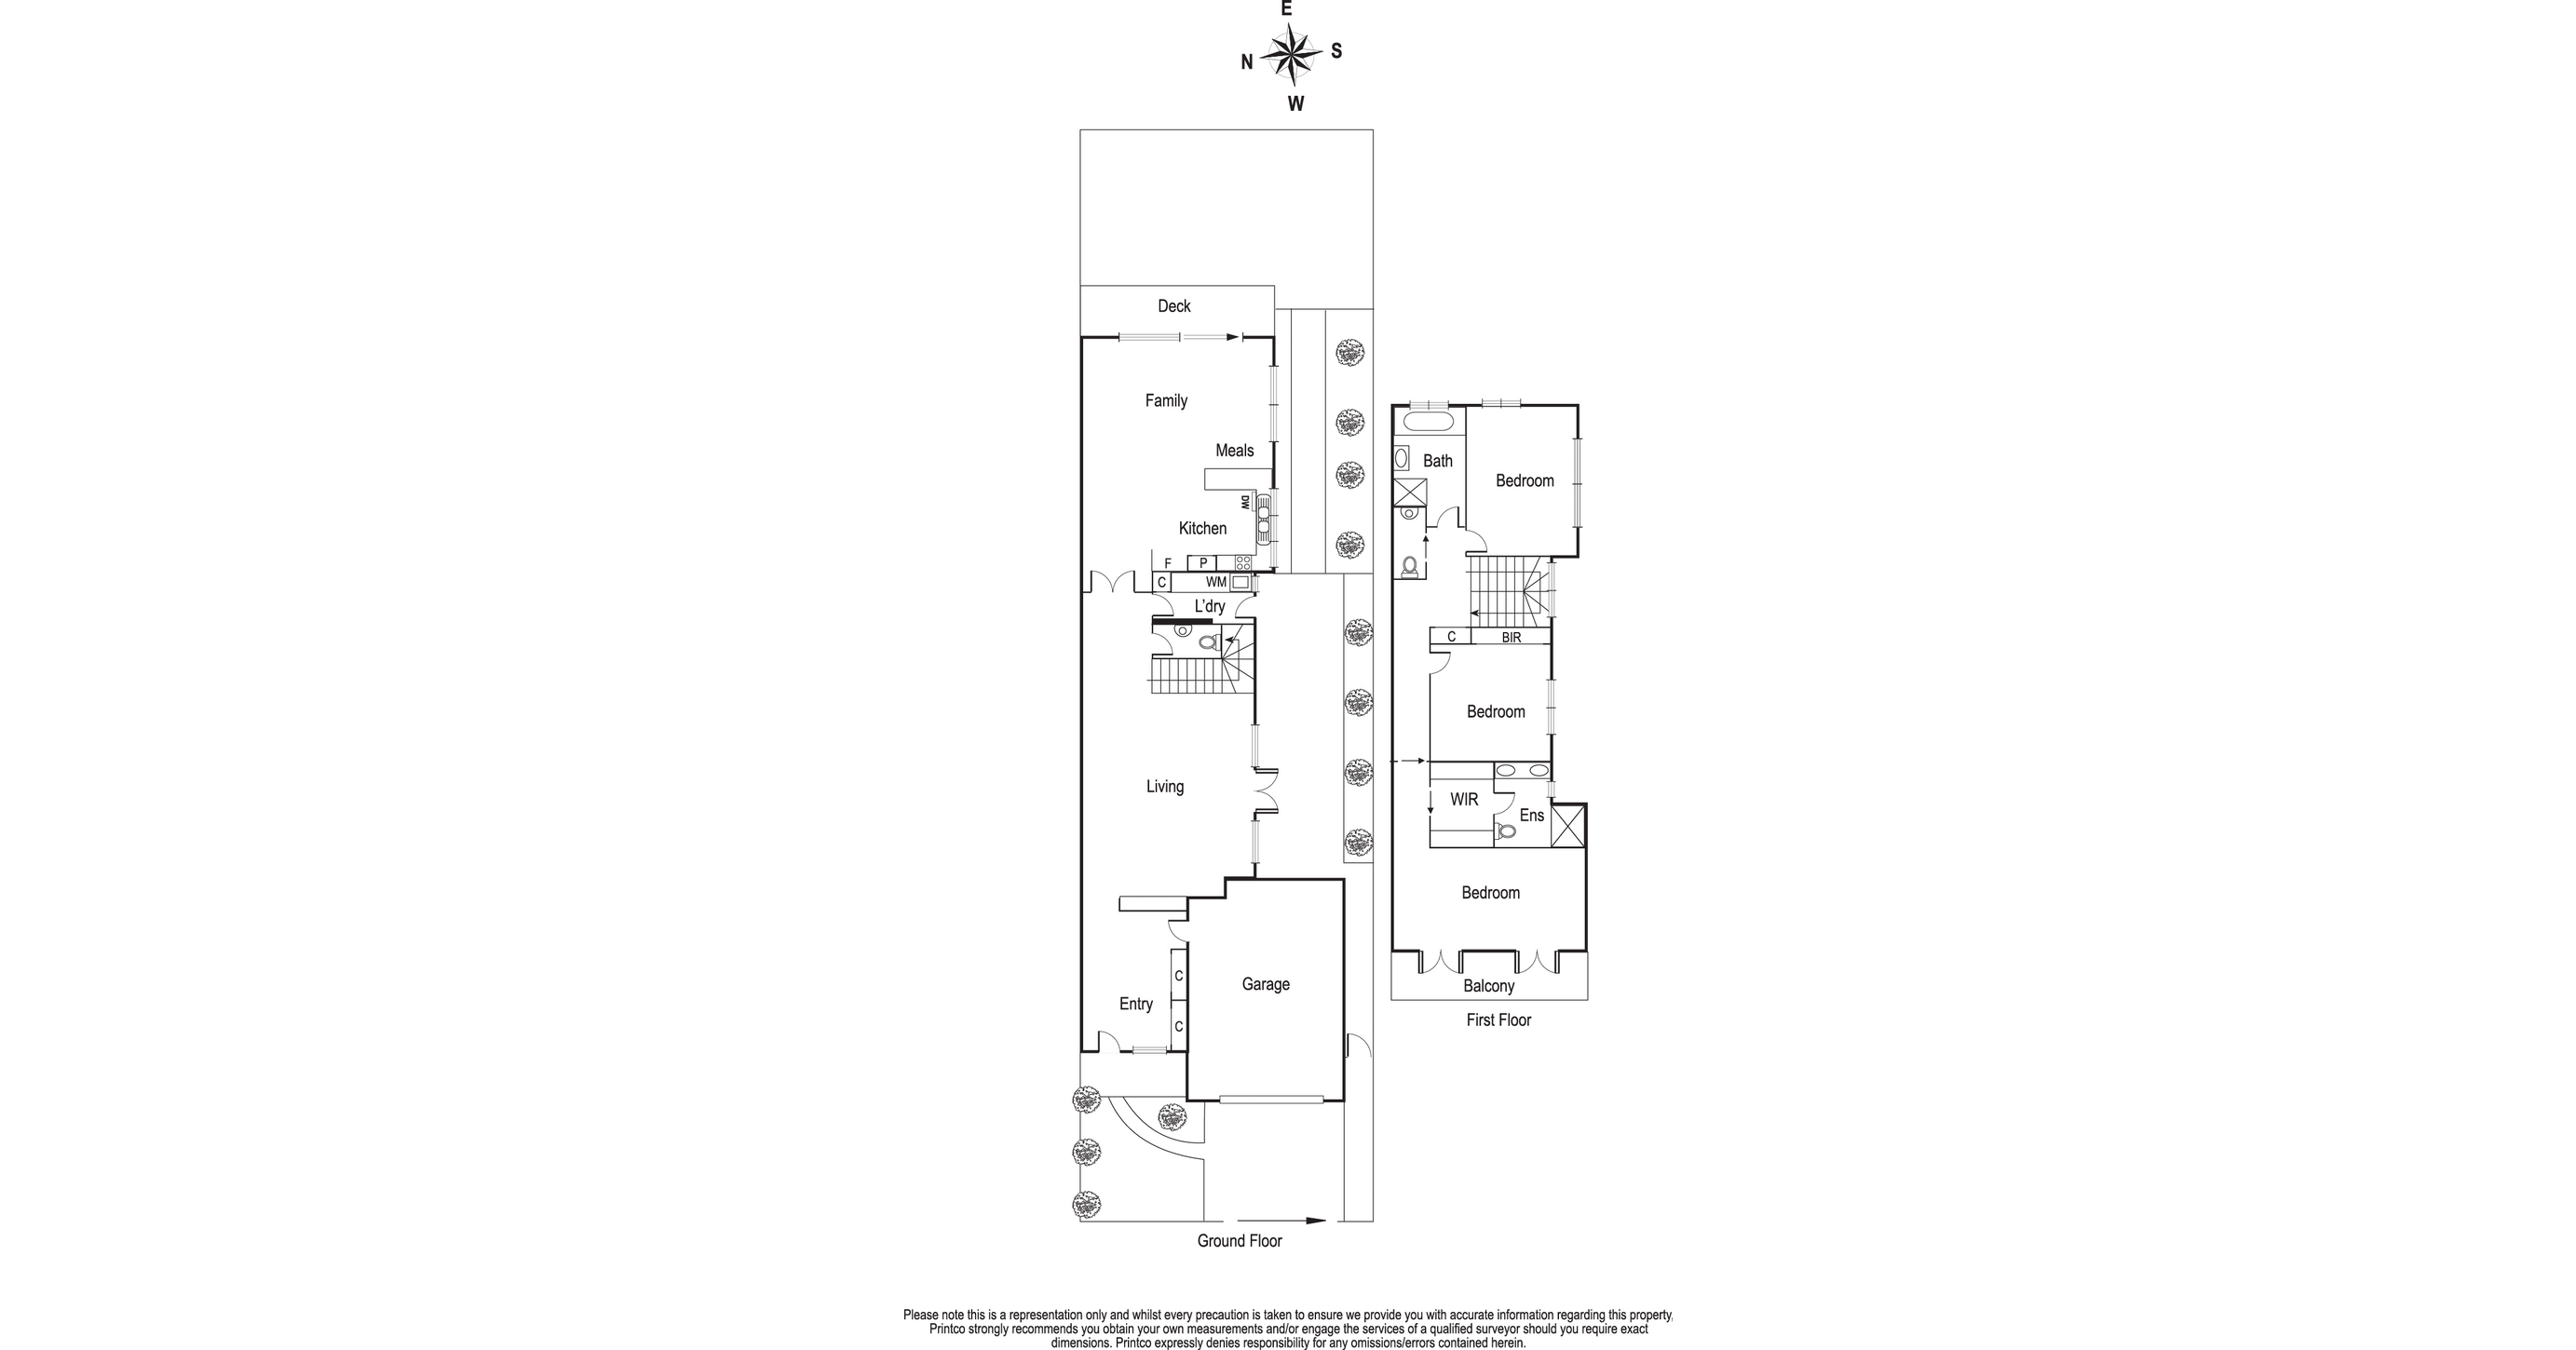 E
N
S
W
Deck
Family
Meals
DW
Kitchen
F
P
C
WM
L'dry
Living
C
Entry
C
Garage
Ground Floor
Bath
Bedroom
C
BIR
Bedroom
WIR
Ens
Bedroom
Balcony
First Floor
Please note this is a representation only and whilst every precaution is taken to ensure we provide you with accurate information regarding this property,
Printco strongly recommends you obtain your own measurements and/or engage the services of a qualified surveyor should you require exact
dimensions. Printco expressly denies responsibility for any omissions/errors contained herein.